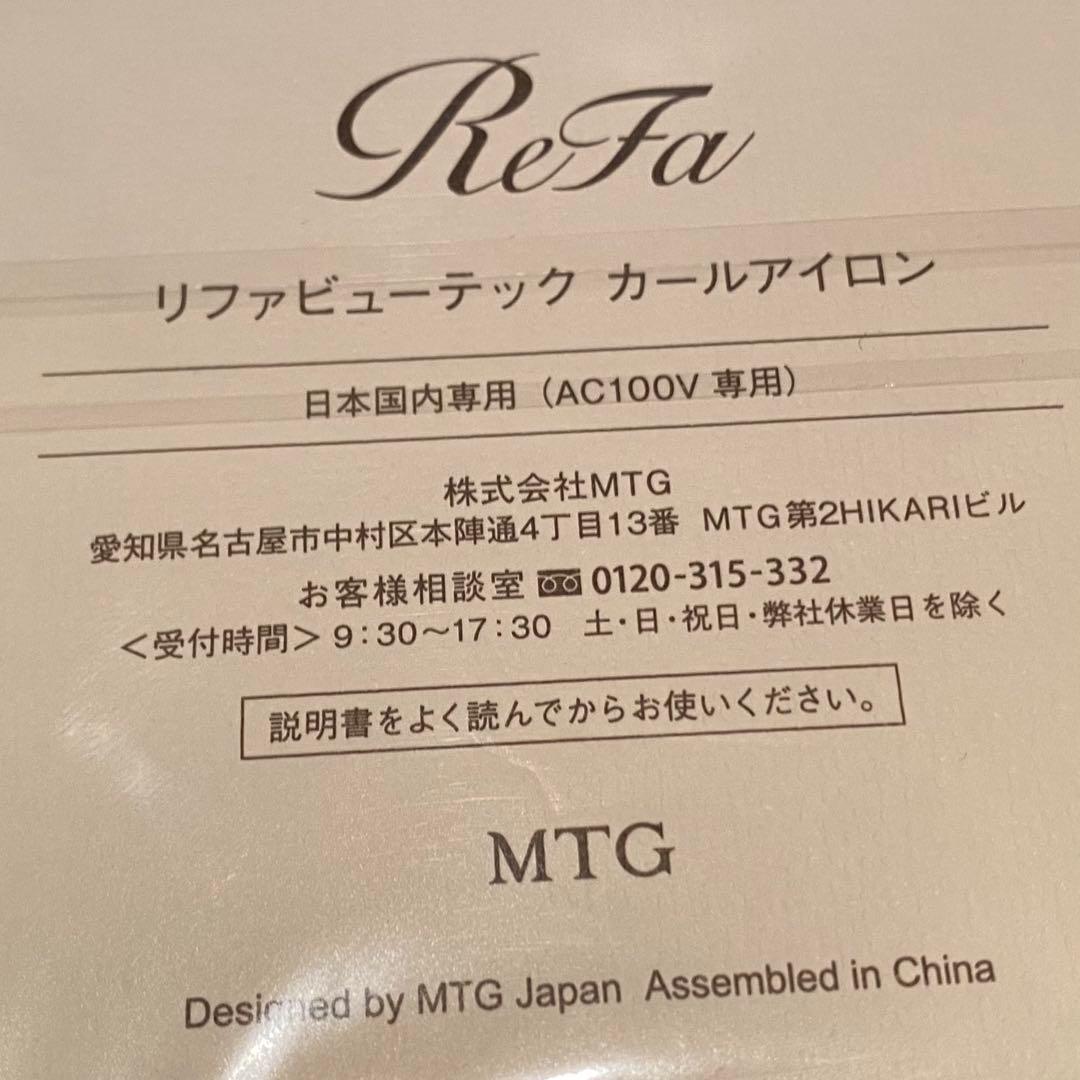 ReFa
リファビューテック カールアイロン
日本国内専用（AC100V 専用）
株式会社MTG
愛知県名古屋市中村区本陣通4丁目13番 MTG第2HIKARIビル
お客様相談室 0120-315-332
＜受付時間＞9：30～17：30 土・日・祝日・弊社休業日を除く
説明書をよく読んでからお使いください。
MTG
Designed by MTG Japan Assembled in China